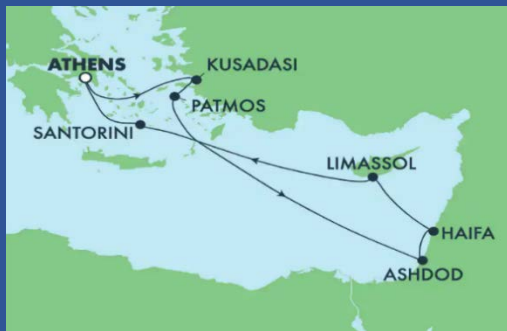 ATHENS
KUSADASI
PATMOS
SANTORINI
LIMASSOL
HAIFA
ASHDOD